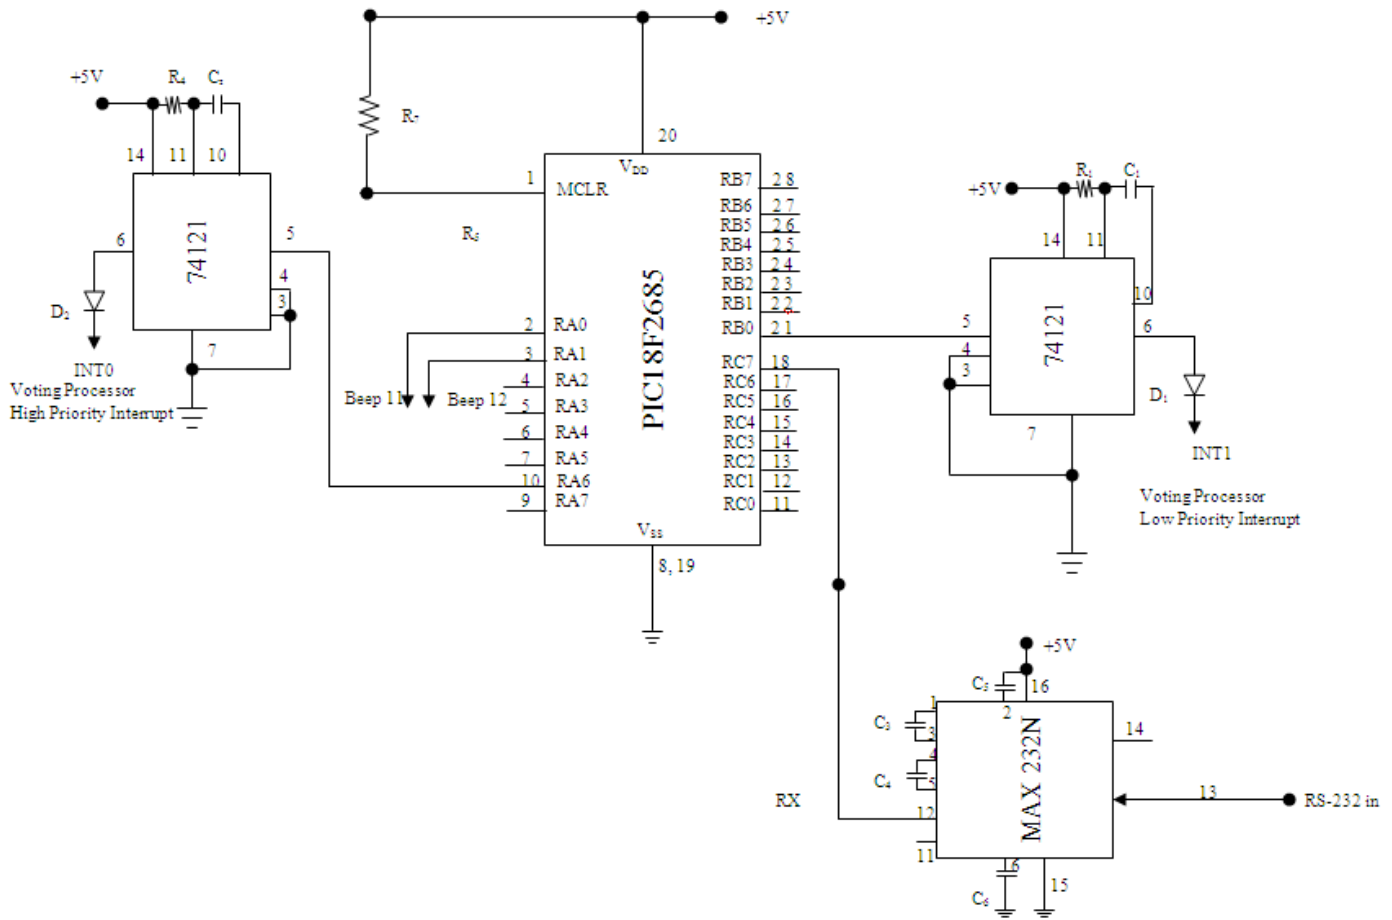 +5V
+5V R₄ C₂
R₇
20
14 11 10
V_DD
1 MCLR
RB7 28
RB6 27
RB5 26
RB4 25
RB3 24
RB2 23
RB1 22
RB0 21
RC7 18
RC6 17
RC5 16
RC4 15
RC3 14
RC2 13
RC1 12
RC0 11
+5V R₁ C₁
14 11
10
6 74121 5
4
3
7
D₂
INT0
Voting Processor
High Priority Interrupt
2 RA0
3 RA1
4 RA2
5 RA3
6 RA4
7 RA5
10 RA6
9 RA7
Beep 11 Beep 12
PIC18F2685
V_SS
8, 19
5 74121 6
4
3
7
D₁
INT1
Voting Processor
Low Priority Interrupt
+5V
C₅ 16
2
1
C₃
3
4
C₄
5
MAX 232N
14
RX
12
13 RS-232 in
11
6
C₆
15